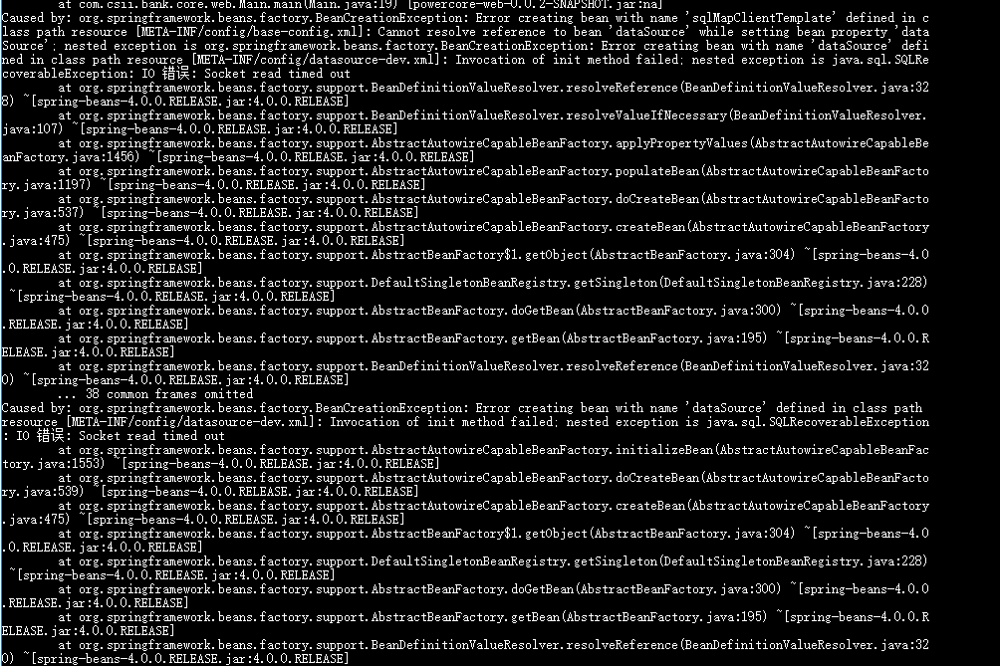 at com.csii.bank.core.web.Main.main(Main.java:19) [powercore-web-0.0.2-SNAPSHOT.jar:na]
Caused by: org.springframework.beans.factory.BeanCreationException: Error creating bean with name 'sqlMapClientTemplate' defined in c
lass path resource [META-INF/config/base-config.xml]: Cannot resolve reference to bean 'dataSource' while setting bean property 'data
Source'; nested exception is org.springframework.beans.factory.BeanCreationException: Error creating bean with name 'dataSource' defi
ned in class path resource [META-INF/config/datasource-dev.xml]: Invocation of init method failed; nested exception is java.sql.SQLRe
coverableException: IO 错误: Socket read timed out
at org.springframework.beans.factory.support.BeanDefinitionValueResolver.resolveReference(BeanDefinitionValueResolver.java:32
8) ~[spring-beans-4.0.0.RELEASE.jar:4.0.0.RELEASE]
at org.springframework.beans.factory.support.BeanDefinitionValueResolver.resolveValueIfNecessary(BeanDefinitionValueResolver.
java:107) ~[spring-beans-4.0.0.RELEASE.jar:4.0.0.RELEASE]
at org.springframework.beans.factory.support.AbstractAutowireCapableBeanFactory.applyPropertyValues(AbstractAutowireCapableBe
anFactory.java:1456) ~[spring-beans-4.0.0.RELEASE.jar:4.0.0.RELEASE]
at org.springframework.beans.factory.support.AbstractAutowireCapableBeanFactory.populateBean(AbstractAutowireCapableBeanFacto
ry.java:1197) ~[spring-beans-4.0.0.RELEASE.jar:4.0.0.RELEASE]
at org.springframework.beans.factory.support.AbstractAutowireCapableBeanFactory.doCreateBean(AbstractAutowireCapableBeanFacto
ry.java:537) ~[spring-beans-4.0.0.RELEASE.jar:4.0.0.RELEASE]
at org.springframework.beans.factory.support.AbstractAutowireCapableBeanFactory.createBean(AbstractAutowireCapableBeanFactory
.java:475) ~[spring-beans-4.0.0.RELEASE.jar:4.0.0.RELEASE]
at org.springframework.beans.factory.support.AbstractBeanFactory$1.getObject(AbstractBeanFactory.java:304) ~[spring-beans-4.0
.0.RELEASE.jar:4.0.0.RELEASE]
at org.springframework.beans.factory.support.DefaultSingletonBeanRegistry.getSingleton(DefaultSingletonBeanRegistry.java:228)
~[spring-beans-4.0.0.RELEASE.jar:4.0.0.RELEASE]
at org.springframework.beans.factory.support.AbstractBeanFactory.doGetBean(AbstractBeanFactory.java:300) ~[spring-beans-4.0.0
.RELEASE.jar:4.0.0.RELEASE]
at org.springframework.beans.factory.support.AbstractBeanFactory.getBean(AbstractBeanFactory.java:195) ~[spring-beans-4.0.0.R
ELEASE.jar:4.0.0.RELEASE]
at org.springframework.beans.factory.support.BeanDefinitionValueResolver.resolveReference(BeanDefinitionValueResolver.java:32
0) ~[spring-beans-4.0.0.RELEASE.jar:4.0.0.RELEASE]
... 38 common frames omitted
Caused by: org.springframework.beans.factory.BeanCreationException: Error creating bean with name 'dataSource' defined in class path
resource [META-INF/config/datasource-dev.xml]: Invocation of init method failed; nested exception is java.sql.SQLRecoverableException
: IO 错误: Socket read timed out
at org.springframework.beans.factory.support.AbstractAutowireCapableBeanFactory.initializeBean(AbstractAutowireCapableBeanFac
tory.java:1553) ~[spring-beans-4.0.0.RELEASE.jar:4.0.0.RELEASE]
at org.springframework.beans.factory.support.AbstractAutowireCapableBeanFactory.doCreateBean(AbstractAutowireCapableBeanFacto
ry.java:539) ~[spring-beans-4.0.0.RELEASE.jar:4.0.0.RELEASE]
at org.springframework.beans.factory.support.AbstractAutowireCapableBeanFactory.createBean(AbstractAutowireCapableBeanFactory
.java:475) ~[spring-beans-4.0.0.RELEASE.jar:4.0.0.RELEASE]
at org.springframework.beans.factory.support.AbstractBeanFactory$1.getObject(AbstractBeanFactory.java:304) ~[spring-beans-4.0
.0.RELEASE.jar:4.0.0.RELEASE]
at org.springframework.beans.factory.support.DefaultSingletonBeanRegistry.getSingleton(DefaultSingletonBeanRegistry.java:228)
~[spring-beans-4.0.0.RELEASE.jar:4.0.0.RELEASE]
at org.springframework.beans.factory.support.AbstractBeanFactory.doGetBean(AbstractBeanFactory.java:300) ~[spring-beans-4.0.0
.RELEASE.jar:4.0.0.RELEASE]
at org.springframework.beans.factory.support.AbstractBeanFactory.getBean(AbstractBeanFactory.java:195) ~[spring-beans-4.0.0.R
ELEASE.jar:4.0.0.RELEASE]
at org.springframework.beans.factory.support.BeanDefinitionValueResolver.resolveReference(BeanDefinitionValueResolver.java:32
0) ~[spring-beans-4.0.0.RELEASE.jar:4.0.0.RELEASE]